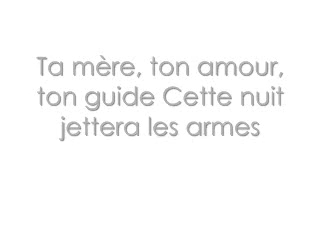 Ta mère, ton amour,
ton guide Cette nuit
jettera les armes